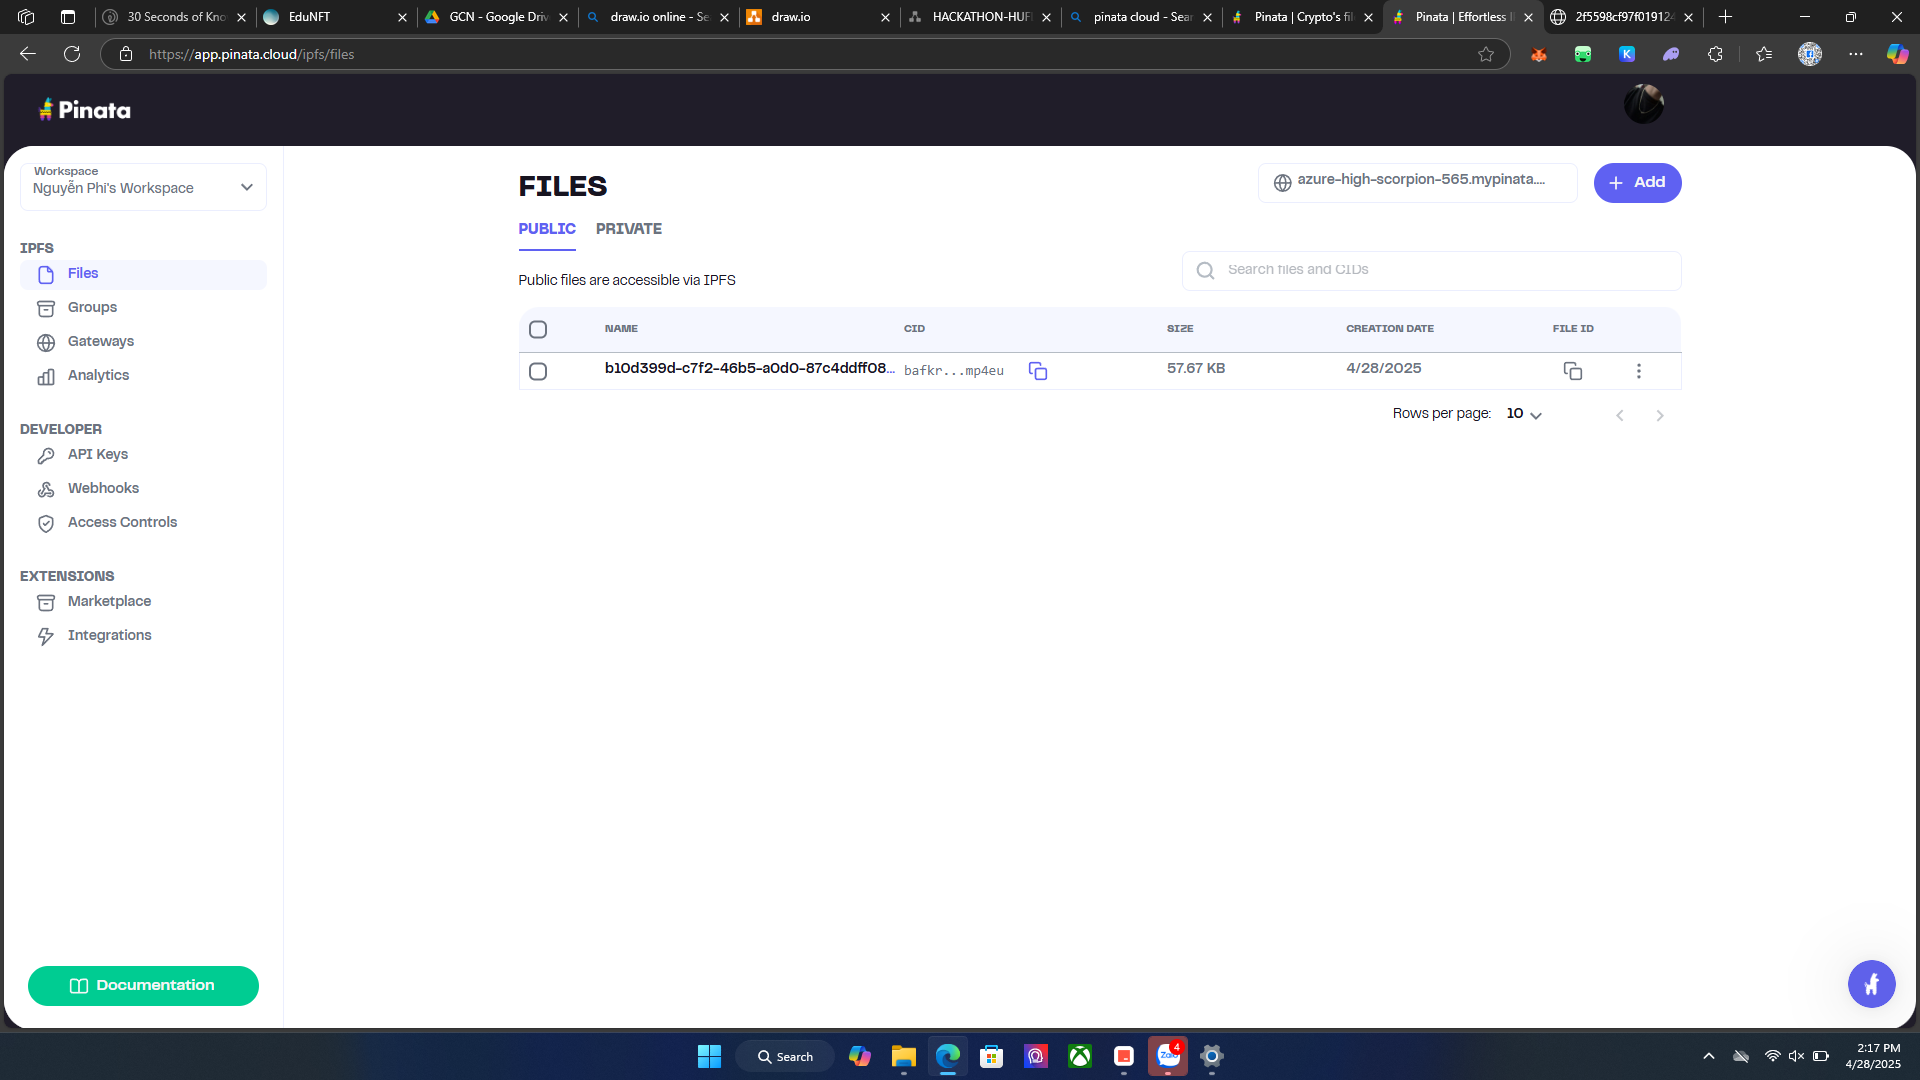 30 Seconds of Kno
EduNFT
GCN - Google Driv
draw.io online - Se
draw.io
HACKATHON-HUF
pinata cloud - Sear
Pinata | Crypto's fil
Pinata | Effortless I
2f5598cf97f019124
https://app.pinata.cloud/ipfs/files
Pinata
Workspace
Nguyễn Phi's Workspace
IPFS
Files
Groups
Gateways
Analytics
DEVELOPER
API Keys
Webhooks
Access Controls
EXTENSIONS
Marketplace
Integrations
Documentation
FILES
azure-high-scorpion-565.mypinata....
+ Add
PUBLIC PRIVATE
Public files are accessible via IPFS
Search files and CIDs
NAME CID SIZE CREATION DATE FILE ID
b10d399d-c7f2-46b5-a0d0-87c4ddff08... bafkr...mp4eu 57.67 KB 4/28/2025
Rows per page: 10
Search
Zalo
4
2:17 PM
4/28/2025